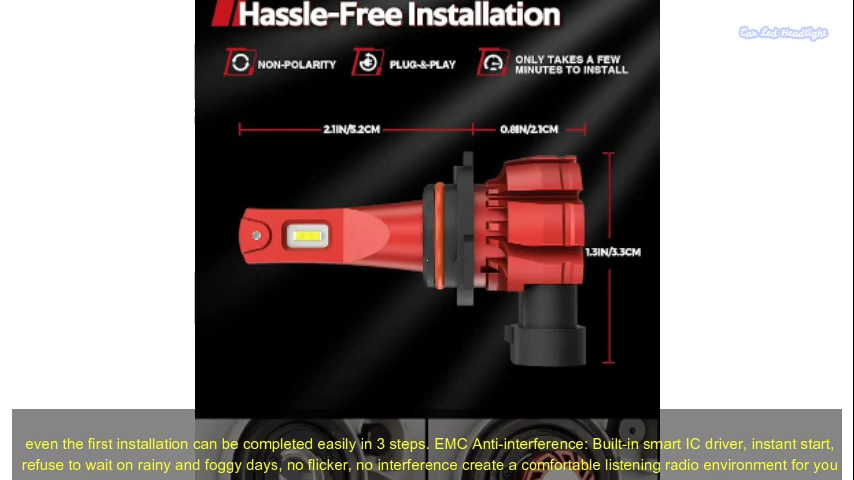 Hassle-Free Installation
Car Led Headlight
NON-POLARITY
PLUG-&-PLAY
ONLY TAKES A FEW
MINUTES TO INSTALL
2.1IN/5.2CM
0.8IN/2.1CM
1.3IN/3.3CM
even the first installation can be completed easily in 3 steps. EMC Anti-interference: Built-in smart IC driver, instant start,
refuse to wait on rainy and foggy days, no flicker, no interference create a comfortable listening radio environment for you